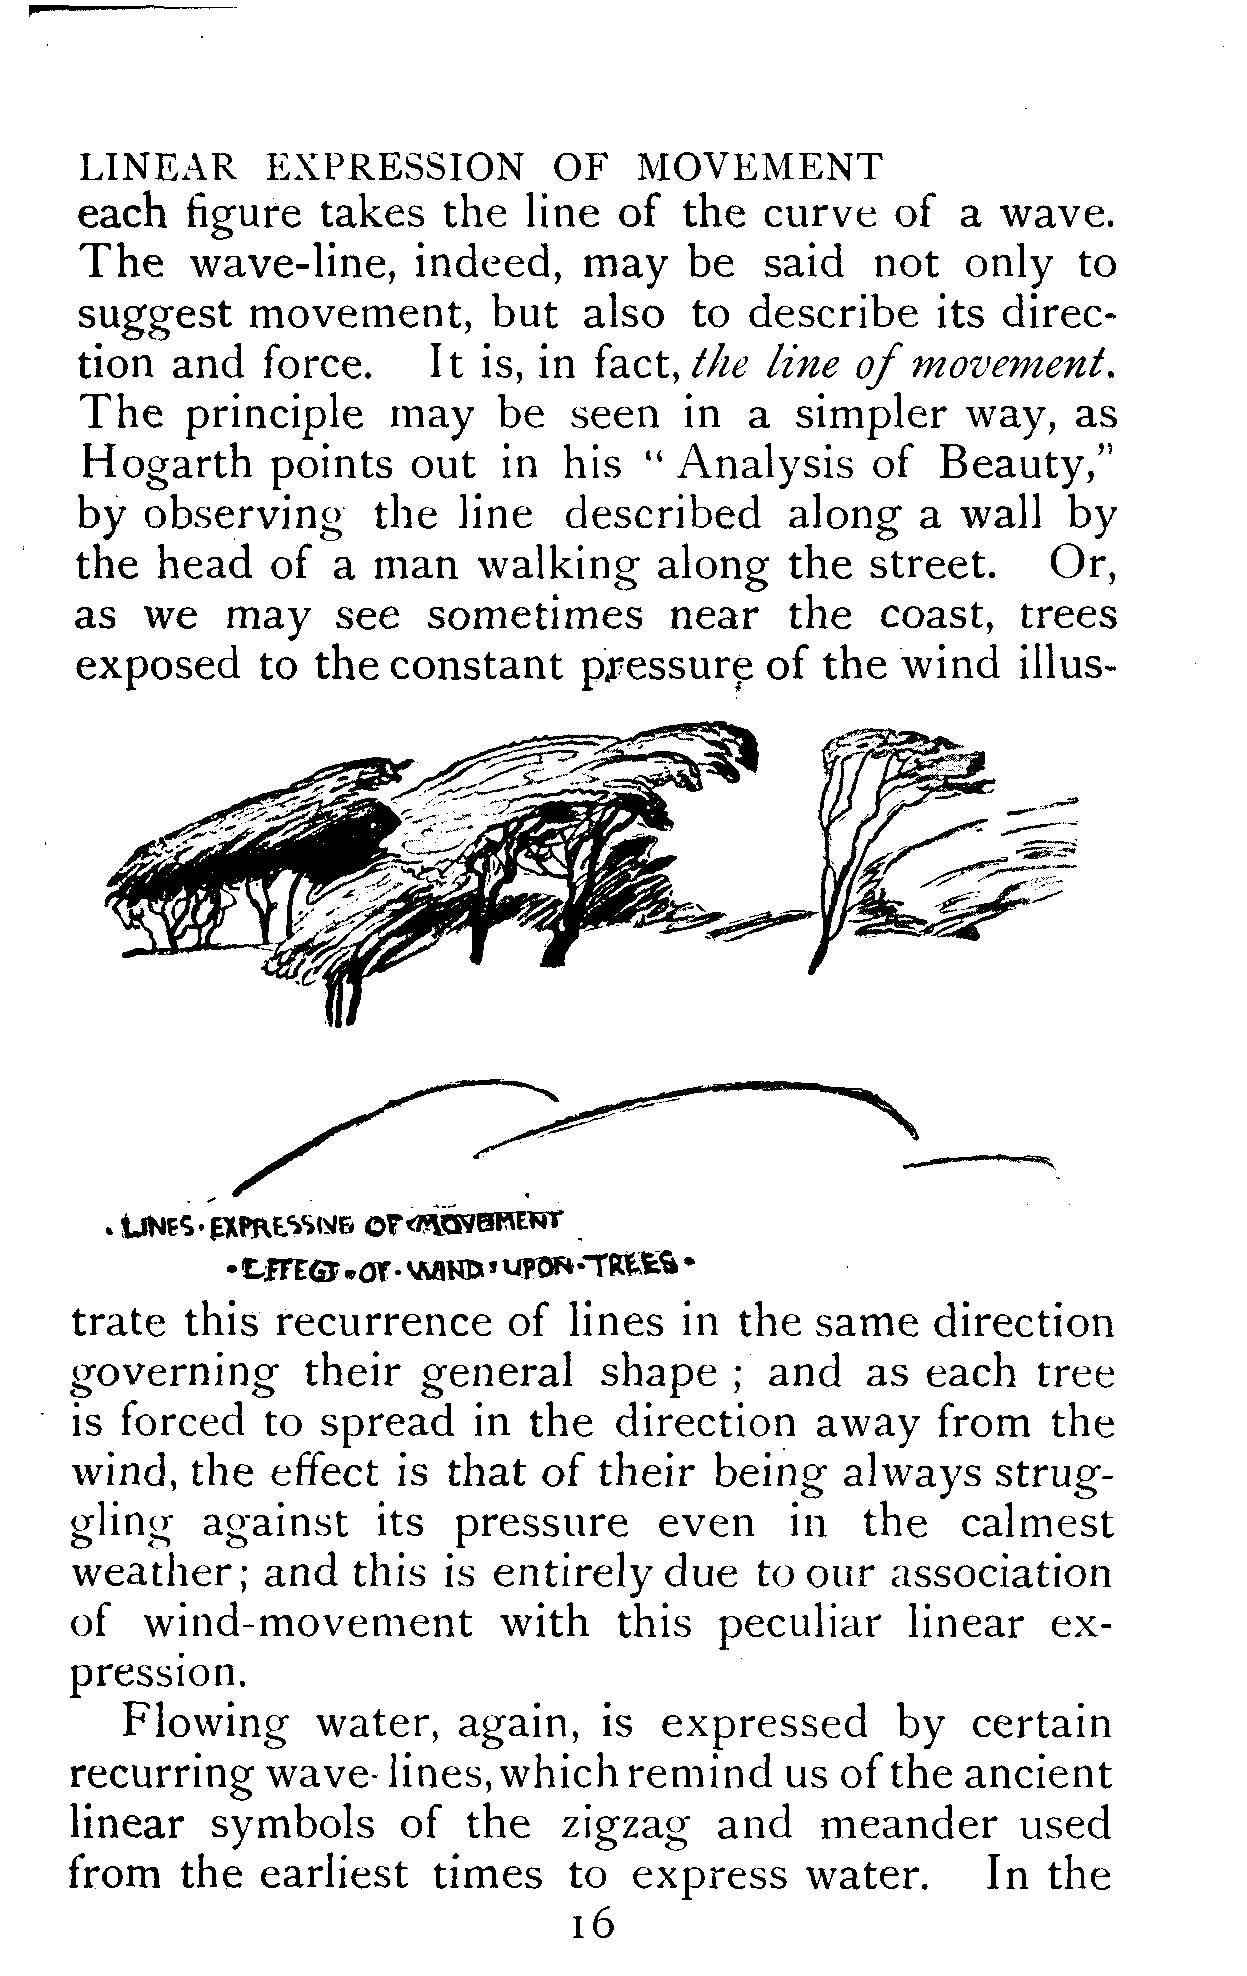 LINEAR EXPRESSION OF MOVEMENT
each figure takes the line of the curve of a wave.
The wave-line, indeed, may be said not only to
suggest movement, but also to describe its direc-
tion and force. It is, in fact, the line of movement.
The principle may be seen in a simpler way, as
Hogarth points out in his “ Analysis of Beauty,”
by observing the line described along a wall by
the head of a man walking along the street. Or,
as we may see sometimes near the coast, trees
exposed to the constant pressure of the wind illus-
• LINES • EXPRESSIVE OF MOVEMENT
• EFFECT • OF • WIND • UPON • TREES •
trate this recurrence of lines in the same direction
governing their general shape ; and as each tree
is forced to spread in the direction away from the
wind, the effect is that of their being always strug-
gling against its pressure even in the calmest
weather; and this is entirely due to our association
of wind-movement with this peculiar linear ex-
pression.
Flowing water, again, is expressed by certain
recurring wave-lines, which remind us of the ancient
linear symbols of the zigzag and meander used
from the earliest times to express water. In the
16